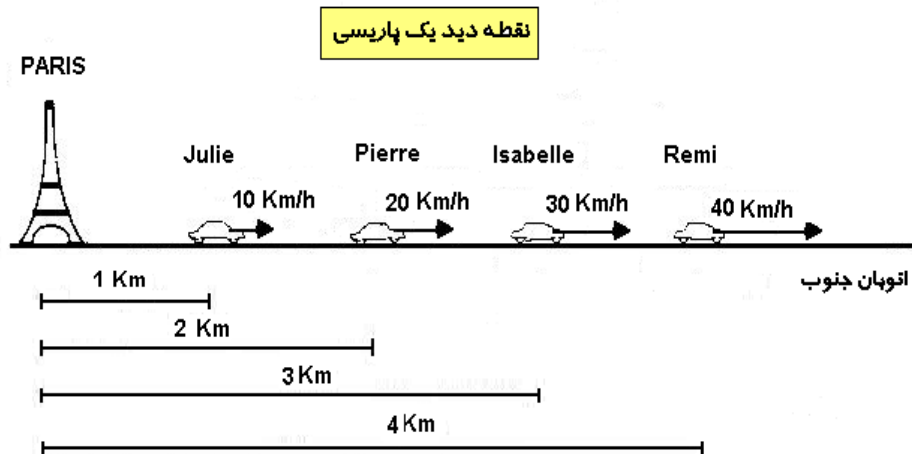 نقطه دید یک پاریسی
PARIS
Julie Pierre Isabelle Remi
10 Km/h 20 Km/h 30 Km/h 40 Km/h
اتوبان جنوب
1 Km
2 Km
3 Km
4 Km